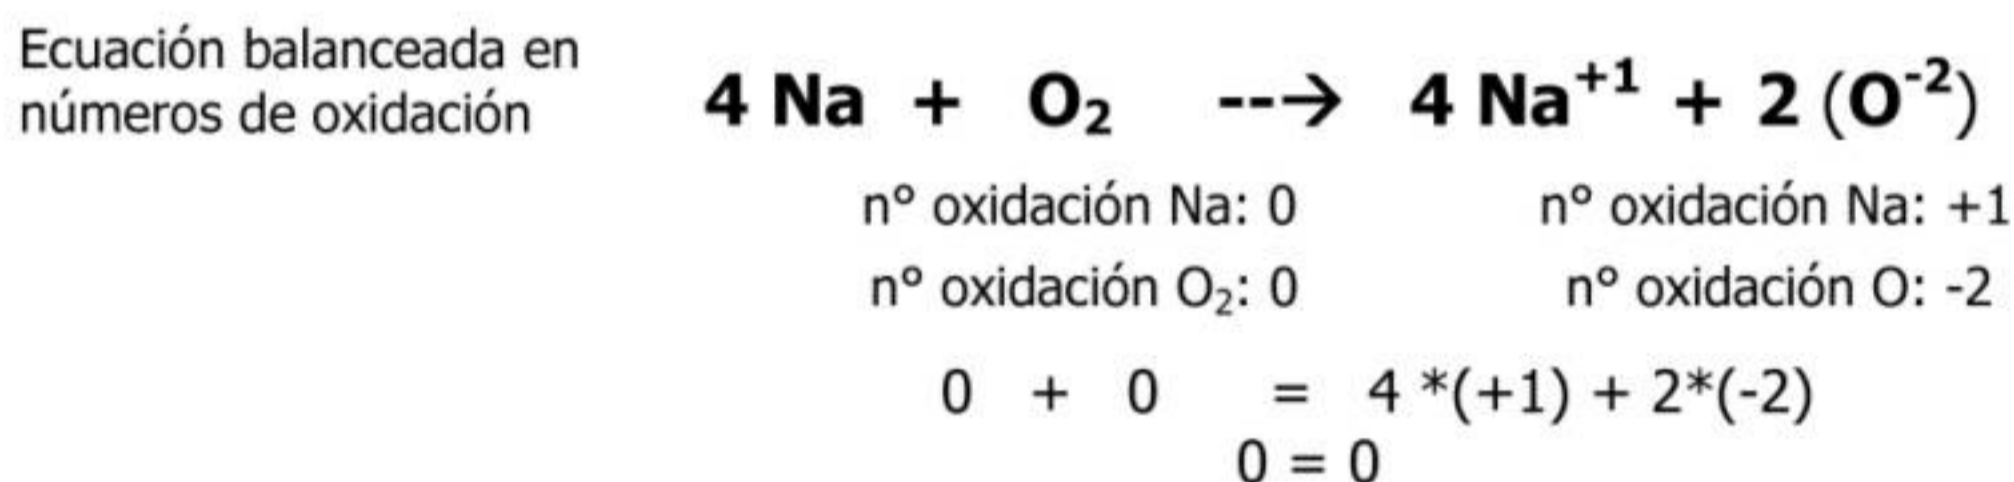 Ecuación balanceada en
números de oxidación
4 Na + O₂ --→ 4 Na⁺¹ + 2 (O⁻²)
n° oxidación Na: 0 n° oxidación Na: +1
n° oxidación O₂: 0 n° oxidación O: -2
0 + 0 = 4 *(+1) + 2*(-2)
0 = 0